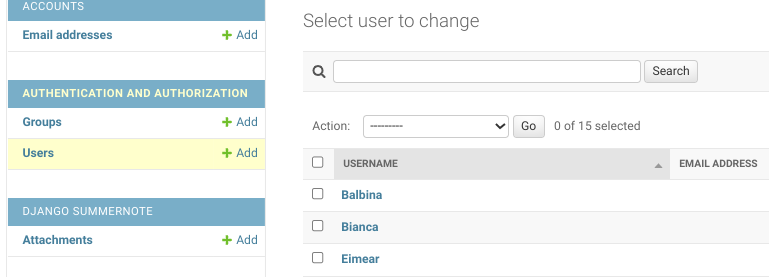 ACCOUNTS
Email addresses + Add
AUTHENTICATION AND AUTHORIZATION
Groups + Add
Users + Add
DJANGO SUMMERNOTE
Attachments + Add
Select user to change
Search
Action: --------- Go 0 of 15 selected
USERNAME EMAIL ADDRESS
Balbina
Bianca
Eimear